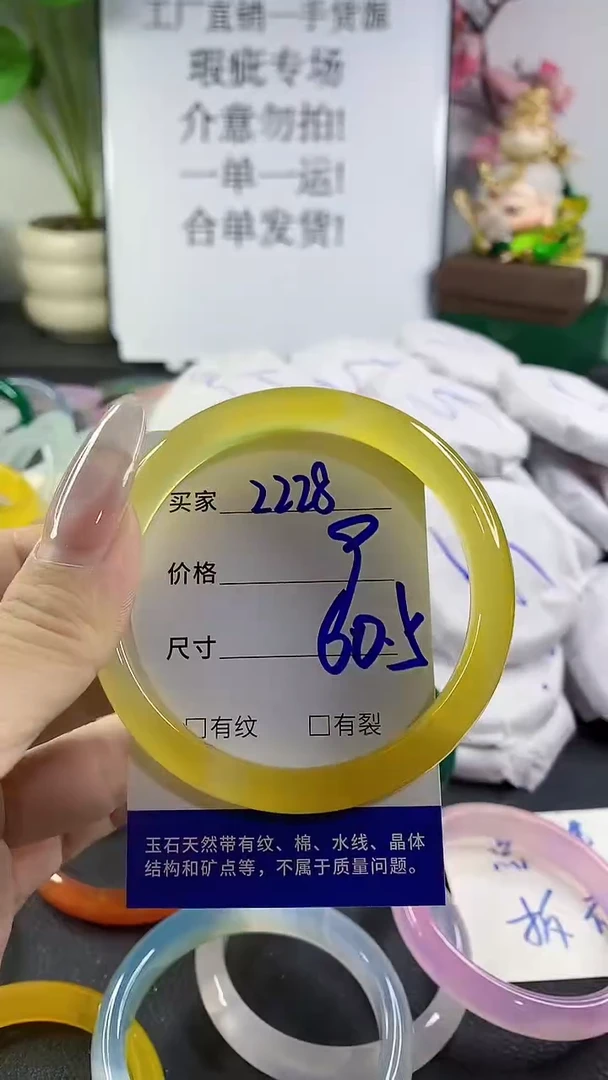 工厂直销一手货源
瑕疵专场
介意勿拍!
一单一运!
合单发货!
买家 2228
价格
尺寸 60.5
□有纹 □有裂
玉石天然带有纹、棉、水线、晶体
结构和矿点等，不属于质量问题。